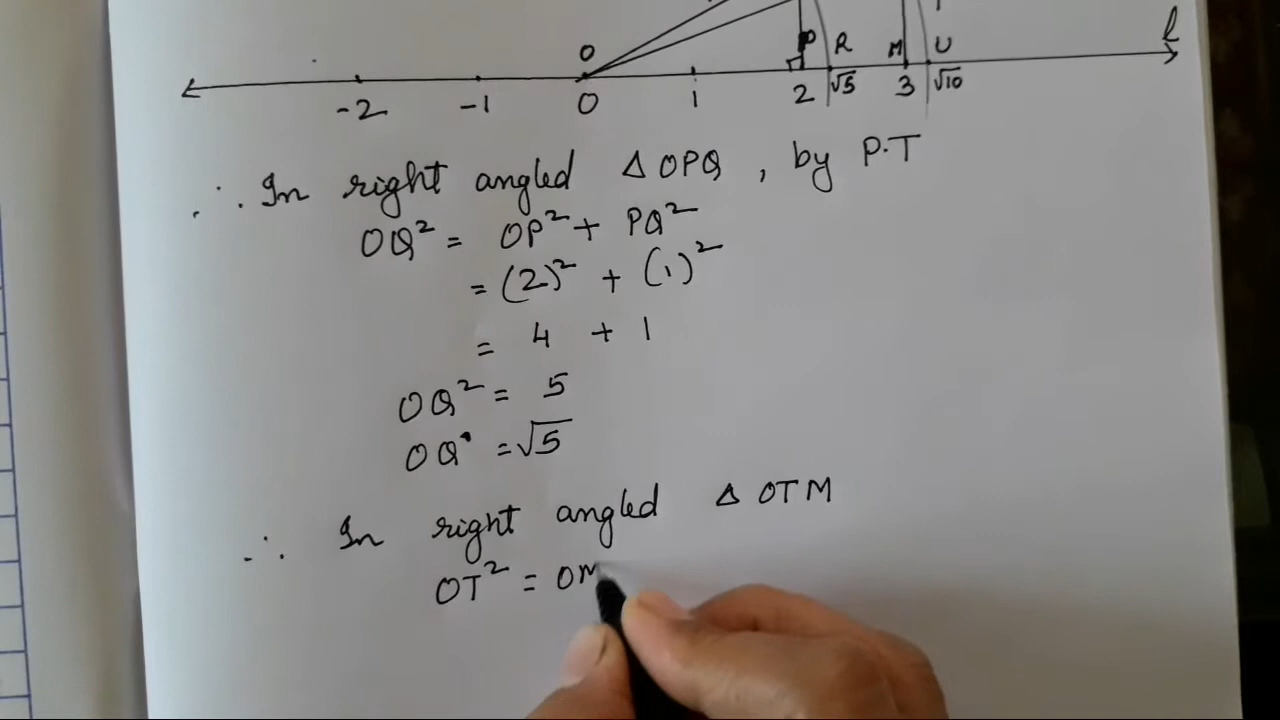 l
O P R M U
-2 -1 0 1 2 √5 3 √10
∴ In right angled Δ OPQ , by P.T
OQ² = OP² + PQ²
= (2)² + (1)²
= 4 + 1
OQ² = 5
OQ = √5
∴ In right angled Δ OTM
OT² = OM